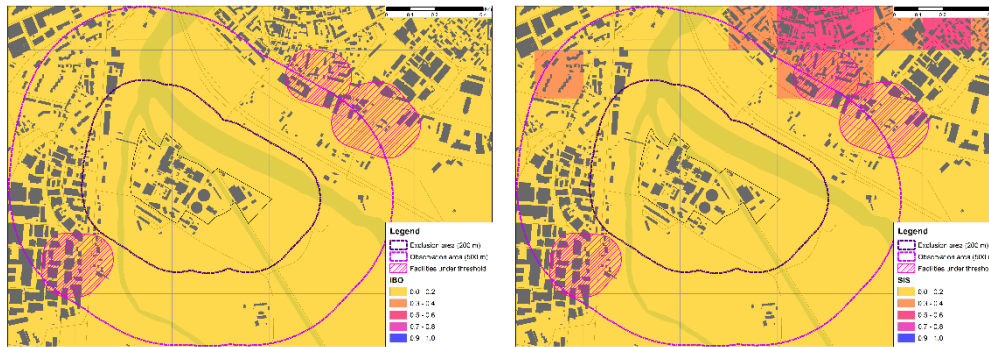 Legend
Exclusion area (200 m)
Observation area (500 m)
Facilities under threshold
IBO
0.0 - 0.2
0.3 - 0.4
0.5 - 0.6
0.7 - 0.8
0.9 - 1.0
Legend
Exclusion area (200 m)
Observation area (500 m)
Facilities under threshold
SIS
0.0 - 0.2
0.3 - 0.4
0.5 - 0.6
0.7 - 0.8
0.9 - 1.0